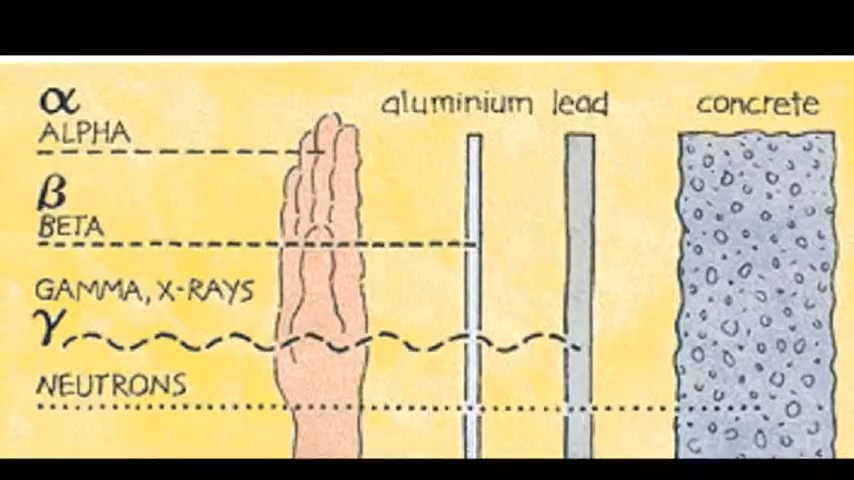 α
ALPHA
aluminium lead concrete
β
BETA
GAMMA, X-RAYS
γ
NEUTRONS